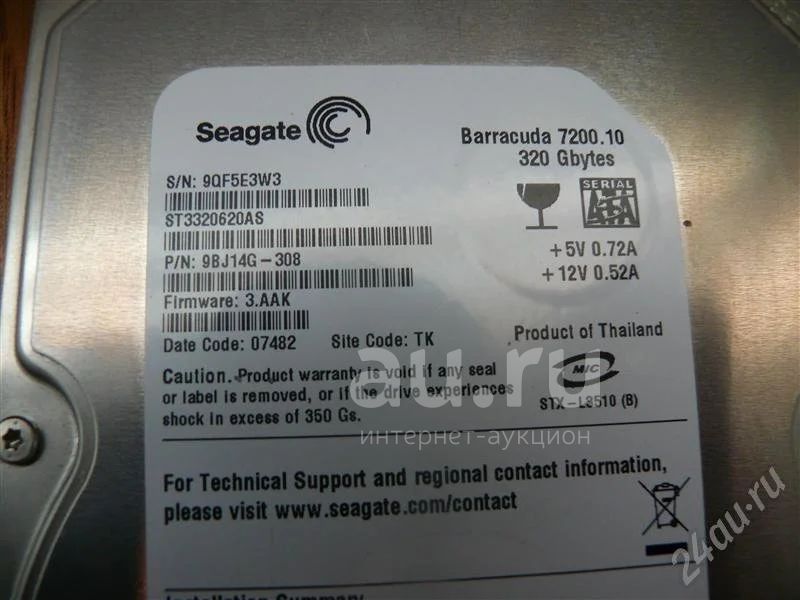 Seagate
Barracuda 7200.10
320 Gbytes
S/N: 9QF5E3W3
ST3320620AS
P/N: 9BJ14G-308
Firmware: 3.AAK
Date Code: 07482 Site Code: TK
SERIAL
ATA
+5V 0.72A
+12V 0.52A
Product of Thailand
MIC
STX-L8510 (B)
Caution. Product warranty is void if any seal
or label is removed, or if the drive experiences
shock in excess of 350 Gs.
au.ru
интернет-аукцион
For Technical Support and regional contact information,
please visit www.seagate.com/contact
Installation Summary
24au.ru